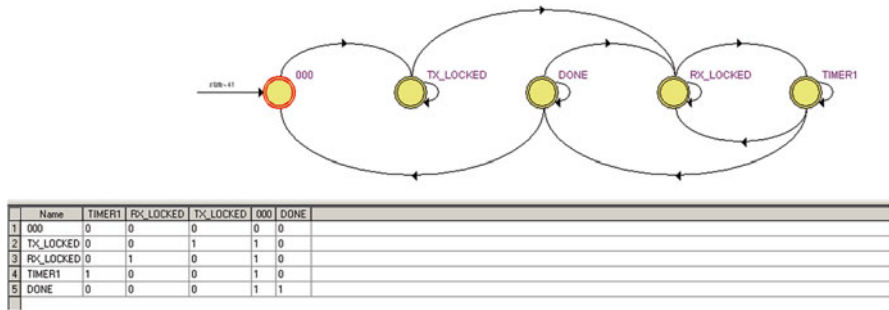 000
TX_LOCKED
DONE
RX_LOCKED
TIMER1
Name TIMER1 RX_LOCKED TX_LOCKED 000 DONE
1 000 0 0 0 0 0
2 TX_LOCKED 0 0 1 1 0
3 RX_LOCKED 0 1 0 1 0
4 TIMER1 1 0 0 1 0
5 DONE 0 0 0 1 1